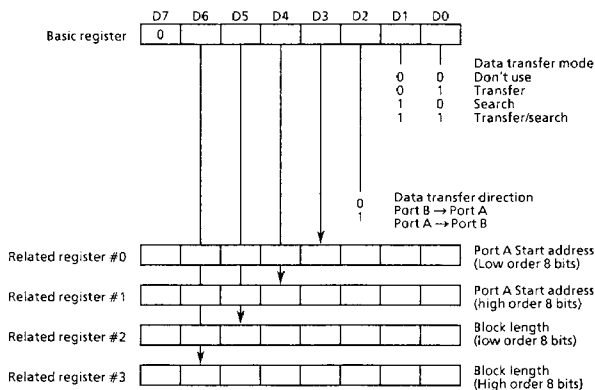 D7 D6 D5 D4 D3 D2 D1 D0
Basic register 0
Data transfer mode
0 0 Don't use
0 1 Transfer
1 0 Search
1 1 Transfer/search
Data transfer direction
0 Port B → Port A
1 Port A → Port B
Related register #0 Port A Start address
(Low order 8 bits)
Related register #1 Port A Start address
(high order 8 bits)
Related register #2 Block length
(low order 8 bits)
Related register #3 Block length
(High order 8 bits)